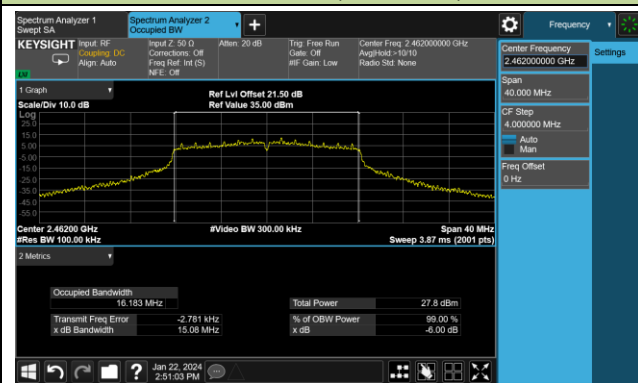 Spectrum Analyzer 1
Swept SA
Spectrum Analyzer 2
Occupied BW
Frequency
KEYSIGHT
Input: RF
Coupling: DC
Align: Auto
Input Z: 50 Ω
Corrections: Off
Freq Ref: Int (S)
NFE: Off
Atten: 20 dB
Trig: Free Run
Gate: Off
#IF Gain: Low
Center Freq: 2.462000000 GHz
Avg|Hold:>10/10
Radio Std: None
Center Frequency
2.462000000 GHz
Settings
Span
40.000 MHz
CF Step
4.000000 MHz
Auto
Man
Freq Offset
0 Hz
1 Graph
Ref Lvl Offset 21.50 dB
Scale/Div 10.0 dB
Ref Value 35.00 dBm
Log
25.0
15.0
5.00
-5.00
-15.0
-25.0
-35.0
-45.0
-55.0
Center 2.46200 GHz
#Video BW 300.00 kHz
Span 40 MHz
#Res BW 100.00 kHz
Sweep 3.87 ms (2001 pts)
2 Metrics
Occupied Bandwidth
16.183 MHz
Total Power
27.8 dBm
Transmit Freq Error
-2.781 kHz
% of OBW Power
99.00 %
x dB Bandwidth
15.08 MHz
x dB
-6.00 dB
Jan 22, 2024
2:51:03 PM